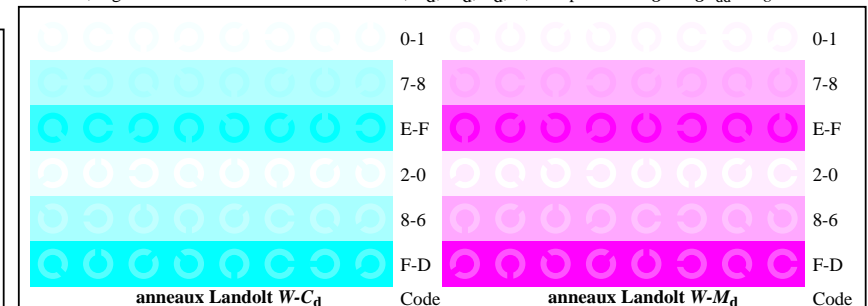 0-1 0-1
7-8 7-8
E-F E-F
2-0 2-0
8-6 8-6
F-D F-D
anneaux Landolt W-Cd Code anneaux Landolt W-Md Code